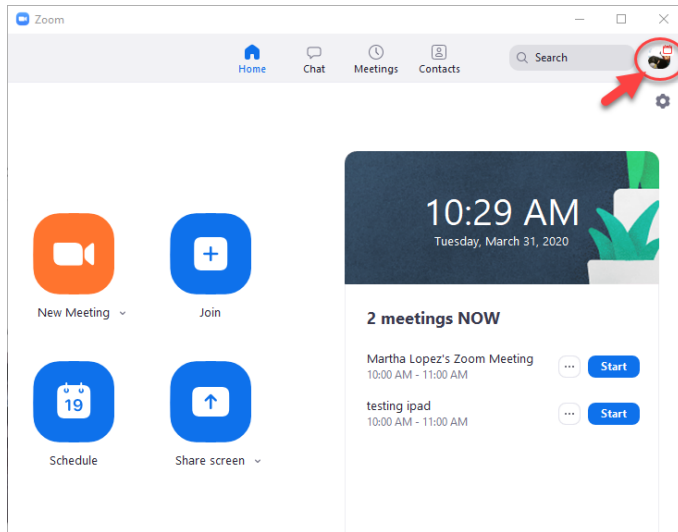 Zoom
Home
Chat
Meetings
Contacts
Search
10:29 AM
Tuesday, March 31, 2020
New Meeting
Join
2 meetings NOW
Martha Lopez's Zoom Meeting
10:00 AM - 11:00 AM
Start
testing ipad
10:00 AM - 11:00 AM
Start
19
Schedule
Share screen